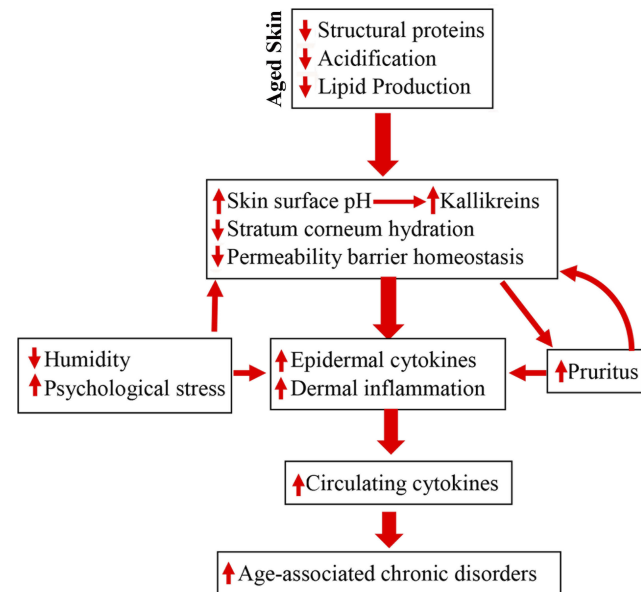 Aged Skin
Structural proteins
Acidification
Lipid Production
Skin surface pH Kallikreins
Stratum corneum hydration
Permeability barrier homeostasis
Humidity
Psychological stress
Epidermal cytokines
Dermal inflammation
Pruritus
Circulating cytokines
Age-associated chronic disorders